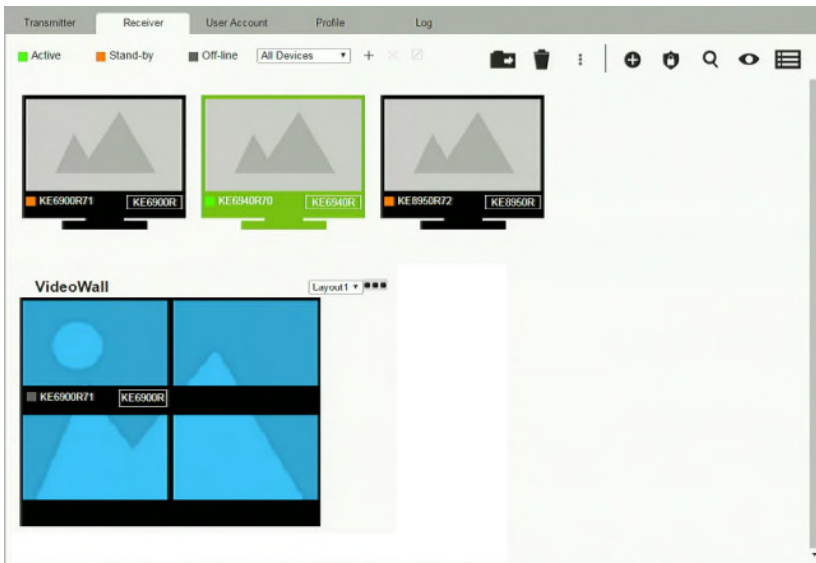 Transmitter Receiver User Account Profile Log
Active Stand-by Off-line All Devices
KE6900R71 KE6900R KE6940R70 KE6940R KE8950R72 KE8950R
VideoWall Layout1
KE6900R71 KE6900R